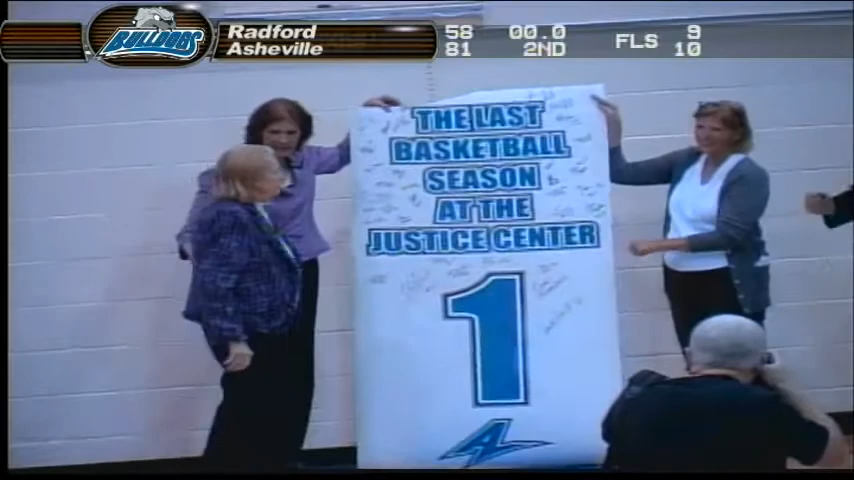 BULLDOGS
Radford 58 00.0 FLS 9
Asheville 81 2ND 10
THE LAST
BASKETBALL
SEASON
AT THE
JUSTICE CENTER
1
A